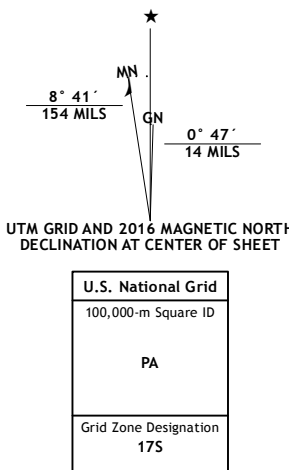 ★
MN
GN
8° 41´
154 MILS
0° 47´
14 MILS
UTM GRID AND 2016 MAGNETIC NORTH
DECLINATION AT CENTER OF SHEET
U.S. National Grid
100,000-m Square ID
PA
Grid Zone Designation
17S